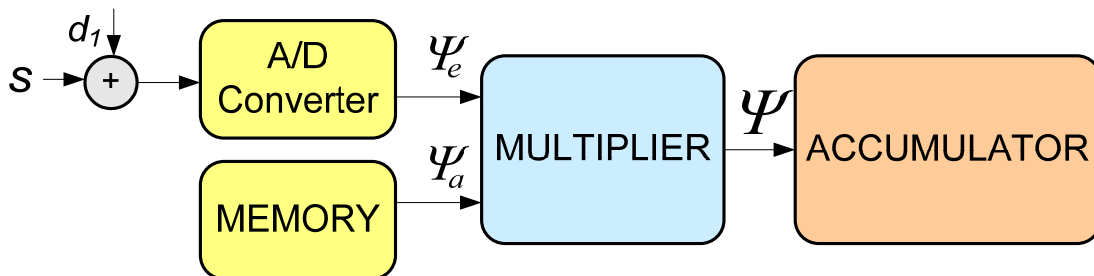 d₁
s
+
A/D
Converter
Ψₑ
MEMORY
Ψₐ
MULTIPLIER
Ψ
ACCUMULATOR